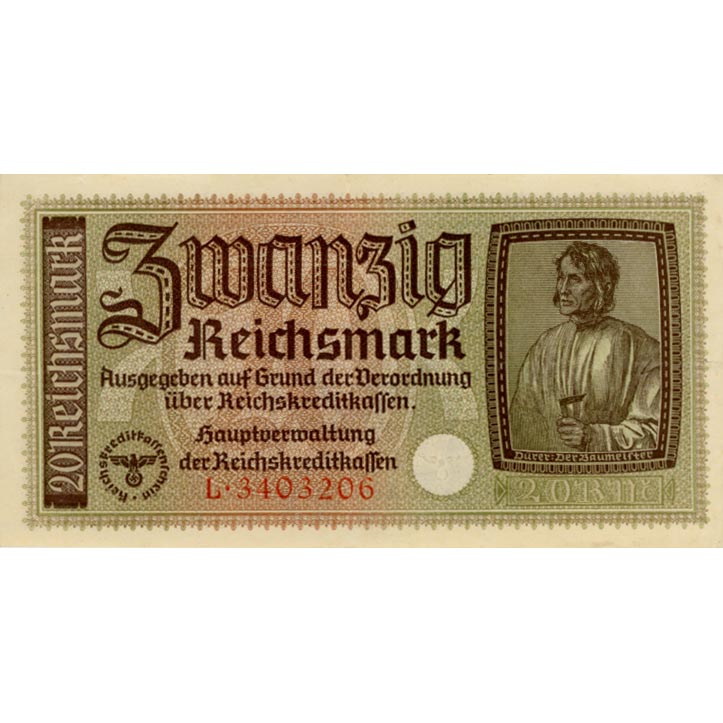 20 Reichsmark
Zwanzig
Reichsmark
Ausgegeben auf Grund der Verordnung
über Reichskreditkassen.
Hauptverwaltung
der Reichskreditkassen
L·3403206
Reichskreditkassenschein
Dürer·Der Baumeister
20 RM